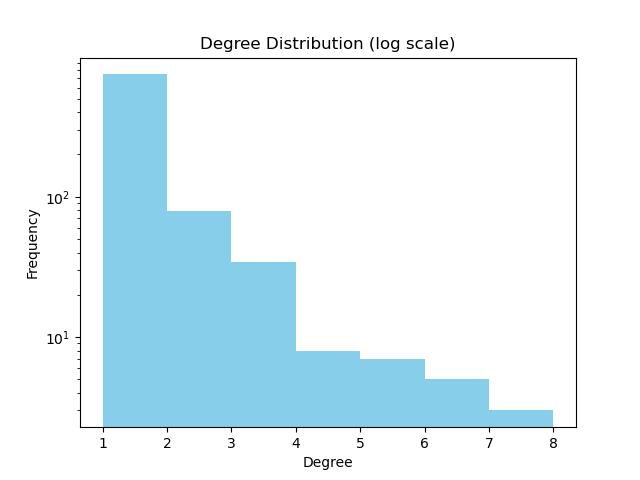 Degree Distribution (log scale)
Frequency
10²
10¹
1 2 3 4 5 6 7 8
Degree